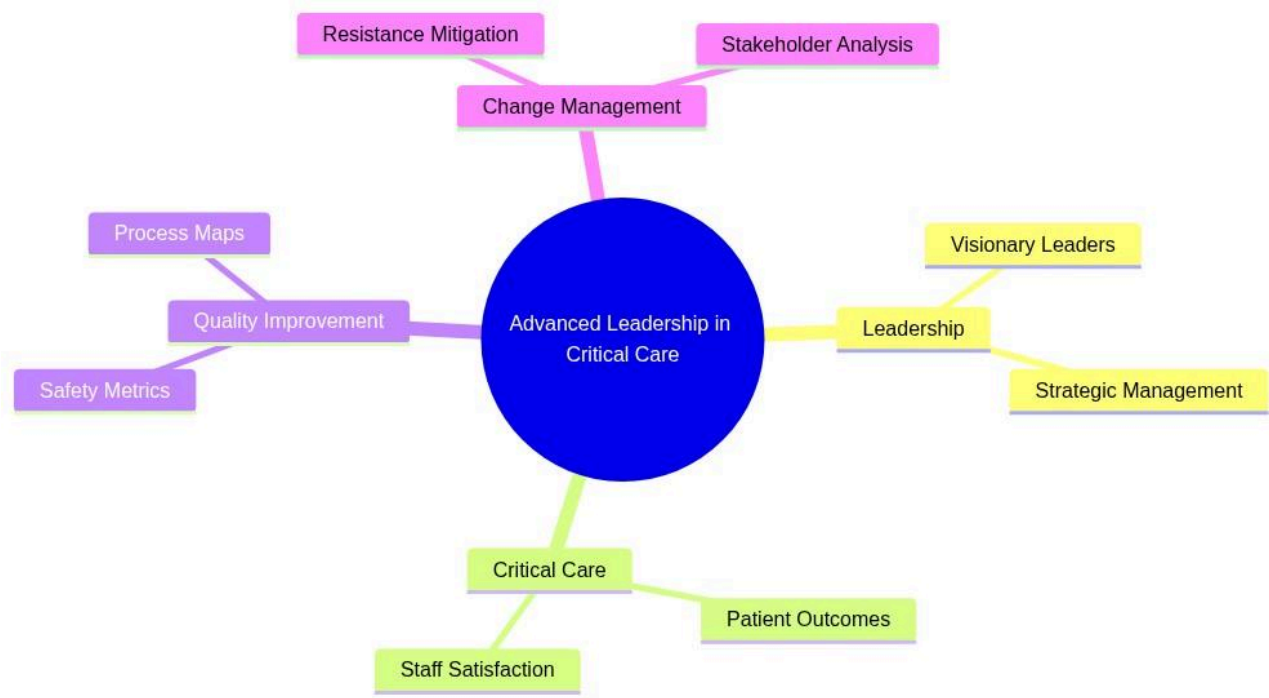 Resistance Mitigation
Stakeholder Analysis
Change Management
Process Maps
Quality Improvement
Safety Metrics
Advanced Leadership in
Critical Care
Visionary Leaders
Leadership
Strategic Management
Critical Care
Patient Outcomes
Staff Satisfaction